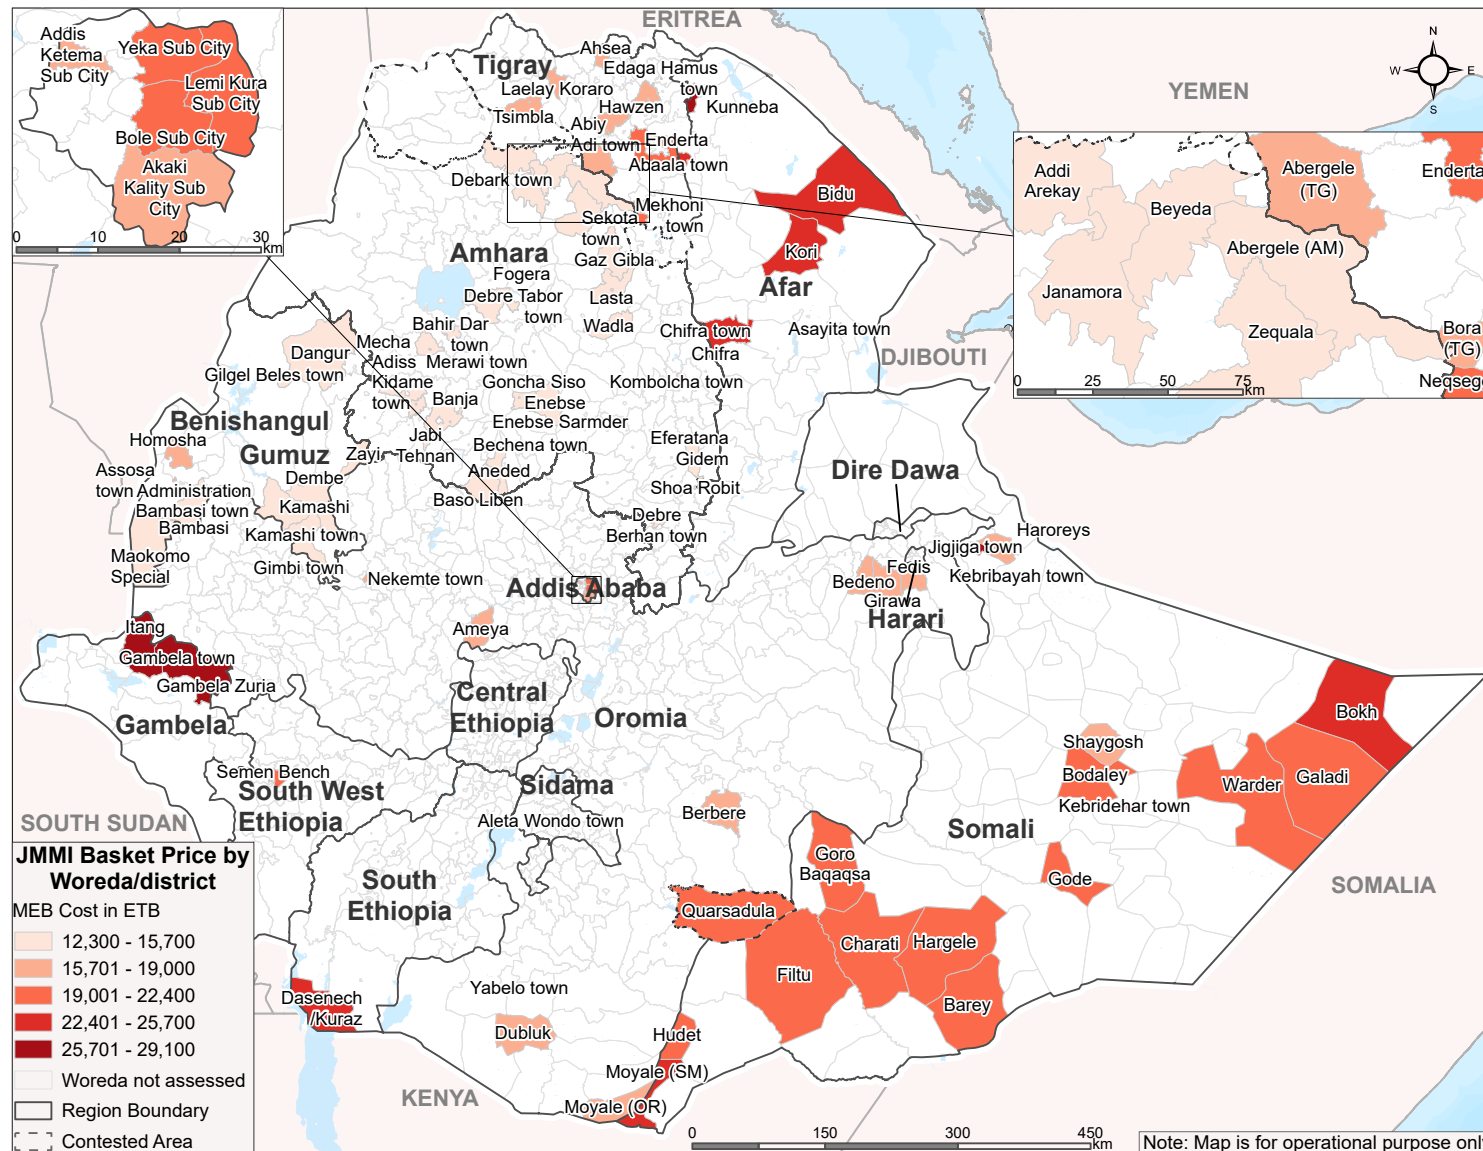 ERITREA
YEMEN
DJIBOUTI
SOMALIA
KENYA
SOUTH SUDAN
N
W
E
S
Addis
Ketema
Sub City
Yeka Sub City
Lemi Kura
Sub City
Bole Sub City
Akaki
Kality Sub
City
0
10
20
30
km
Addi
Arekay
Beyeda
Abergele
(TG)
Enderta
Abergele (AM)
Janamora
Zequala
Bora
(TG)
Neqsege
0
25
50
75
km
Tigray
Ahsea
Edaga Hamus
town
Laelay Koraro
Hawzen
Kunneba
Tsimbla
Abiy
Adi town
Enderta
Abaala town
Debark town
Mekhoni
town
Sekota
town
Bidu
Kori
Amhara
Gaz Gibla
Fogera
Afar
Debre Tabor
town
Lasta
Bahir Dar
town
Wadla
Chifra town
Chifra
Asayita town
Mecha
Dangur
Adiss
Kidame
town
Merawi town
Gilgel Beles town
Goncha Siso
Enebse
Kombolcha town
Banja
Enebse Sarmder
Benishangul
Gumuz
Homosha
Jabi
Tehnan
Bechena town
Eferatana
Gidem
Zayi
Assosa
town Administration
Dembe
Aneded
Dire Dawa
Bambasi town
Bambasi
Kamashi
Baso Liben
Shoa Robit
Kamashi town
Debre
Berhan town
Maokomo
Special
Gimbi town
Nekemte town
Addis Ababa
Haroreys
Jigjiga town
Fedis
Bedeno
Kebribayah town
Girawa
Harari
Itang
Ameya
Gambela town
Gambela Zuria
Gambela
Central
Ethiopia
Oromia
Bokh
Shaygosh
Semen Bench
South West
Ethiopia
Sidama
Bodaley
Warder
Galadi
Kebridehar town
Berbere
Aleta Wondo town
Somali
Goro
Baqaqsa
South
Ethiopia
Gode
Quarsadula
Charati
Hargele
Filtu
Barey
Yabelo town
Dasenech
/Kuraz
Dubluk
Hudet
Moyale (SM)
Moyale (OR)
JMMI Basket Price by
Woreda/district
MEB Cost in ETB
12,300 - 15,700
15,701 - 19,000
19,001 - 22,400
22,401 - 25,700
25,701 - 29,100
Woreda not assessed
Region Boundary
Contested Area
0
150
300
450
km
Note: Map is for operational purpose only